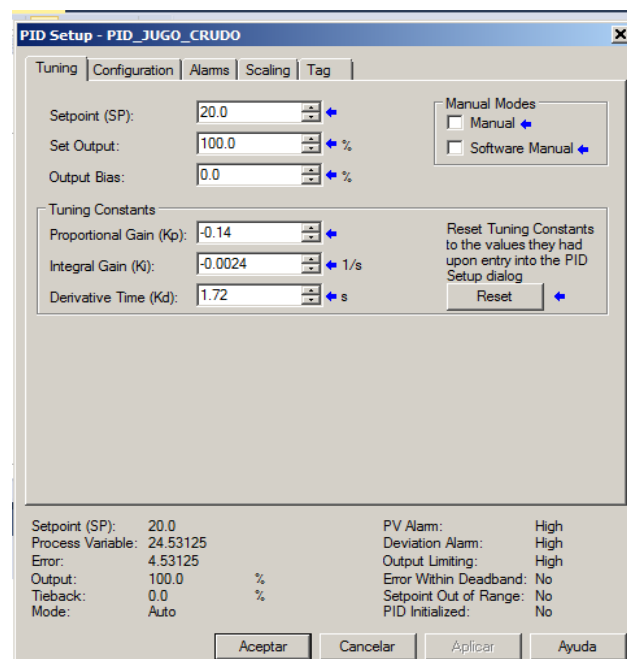 PID Setup - PID_JUGO_CRUDO
Tuning Configuration Alarms Scaling Tag
Setpoint (SP): 20.0
Set Output: 100.0 %
Output Bias: 0.0 %
Manual Modes
Manual
Software Manual
Tuning Constants
Proportional Gain (Kp): -0.14
Integral Gain (Ki): -0.0024 1/s
Derivative Time (Kd): 1.72 s
Reset Tuning Constants
to the values they had
upon entry into the PID
Setup dialog
Reset
Setpoint (SP): 20.0
Process Variable: 24.53125
Error: 4.53125
Output: 100.0 %
Tieback: 0.0 %
Mode: Auto
PV Alarm: High
Deviation Alarm: High
Output Limiting: High
Error Within Deadband: No
Setpoint Out of Range: No
PID Initialized: No
Aceptar Cancelar Aplicar Ayuda